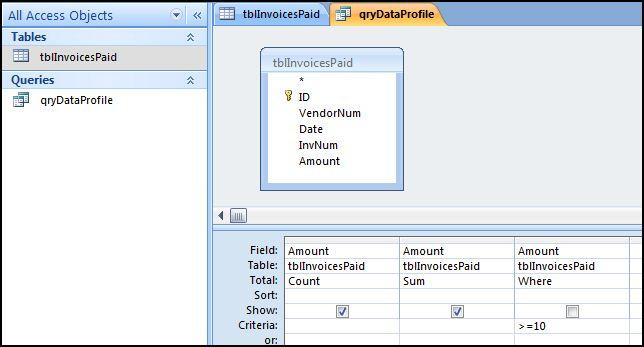 All Access Objects
Tables
tblInvoicesPaid
Queries
qryDataProfile
tblInvoicesPaid qryDataProfile
tblInvoicesPaid
*
ID
VendorNum
Date
InvNum
Amount
Field: Amount Amount Amount
Table: tblInvoicesPaid tblInvoicesPaid tblInvoicesPaid
Total: Count Sum Where
Sort:
Show:
Criteria: >=10
or: